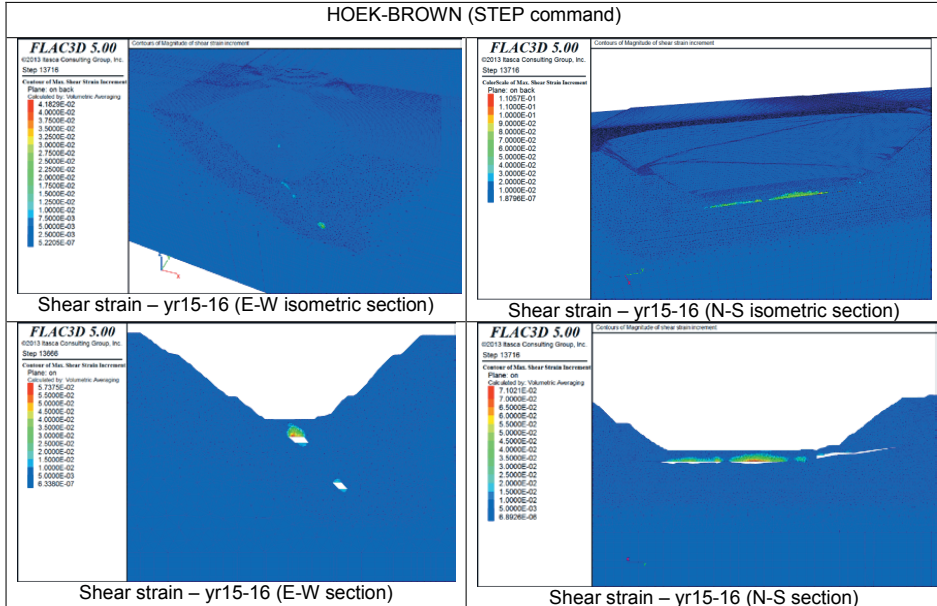 HOEK-BROWN (STEP command)
FLAC3D 5.00
©2013 Itasca Consulting Group, Inc.
Step 13716
Contour of Max. Shear Strain Increment
Plane: on back
Calculated by: Volumetric Averaging
4.1829E-02
4.0000E-02
3.7500E-02
3.5000E-02
3.2500E-02
3.0000E-02
2.7500E-02
2.5000E-02
2.2500E-02
2.0000E-02
1.7500E-02
1.5000E-02
1.2500E-02
1.0000E-02
7.5000E-03
5.0000E-03
2.5000E-03
5.2205E-07
Contours of Magnitude of shear strain increment
Shear strain – yr15-16 (E-W isometric section)
FLAC3D 5.00
©2013 Itasca Consulting Group, Inc.
Step 13716
ColorScale of Max. Shear Strain Increment
Plane: on back
Calculated by: Volumetric Averaging
1.1057E-01
1.1000E-01
1.0000E-01
9.0000E-02
8.0000E-02
7.0000E-02
6.0000E-02
5.0000E-02
4.0000E-02
3.0000E-02
2.0000E-02
1.0000E-02
1.8796E-07
Contours of Magnitude of shear strain increment
Shear strain – yr15-16 (N-S isometric section)
FLAC3D 5.00
©2013 Itasca Consulting Group, Inc.
Step 13666
Contour of Max. Shear Strain Increment
Plane: on
Calculated by: Volumetric Averaging
5.7375E-02
5.5000E-02
5.0000E-02
4.5000E-02
4.0000E-02
3.5000E-02
3.0000E-02
2.5000E-02
2.0000E-02
1.5000E-02
1.0000E-02
5.0000E-03
6.3380E-07
Contours of Magnitude of shear strain increment
Shear strain – yr15-16 (E-W section)
FLAC3D 5.00
©2013 Itasca Consulting Group, Inc.
Step 13716
Contour of Max. Shear Strain Increment
Plane: on
Calculated by: Volumetric Averaging
7.1021E-02
7.0000E-02
6.5000E-02
6.0000E-02
5.5000E-02
5.0000E-02
4.5000E-02
4.0000E-02
3.5000E-02
3.0000E-02
2.5000E-02
2.0000E-02
1.5000E-02
1.0000E-02
5.0000E-03
6.8926E-06
Contours of Magnitude of shear strain increment
Shear strain – yr15-16 (N-S section)